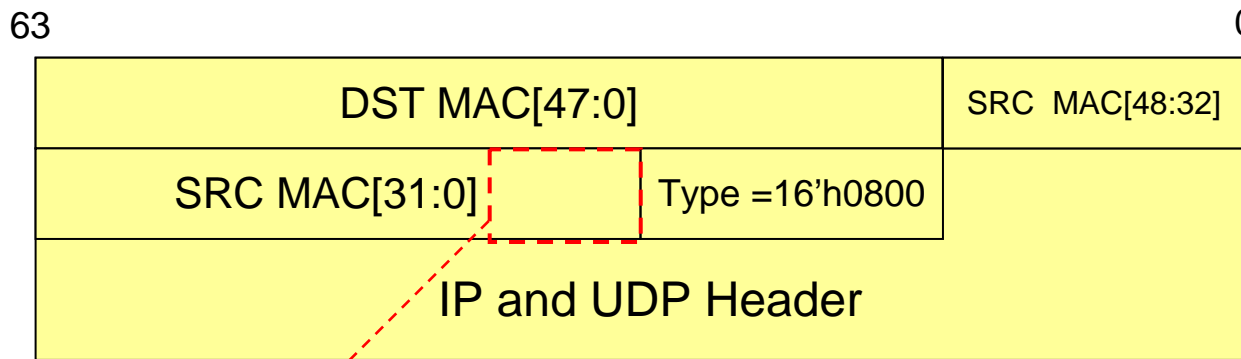 63 0
DST MAC[47:0] SRC MAC[48:32]
SRC MAC[31:0] Type =16'h0800
IP and UDP Header